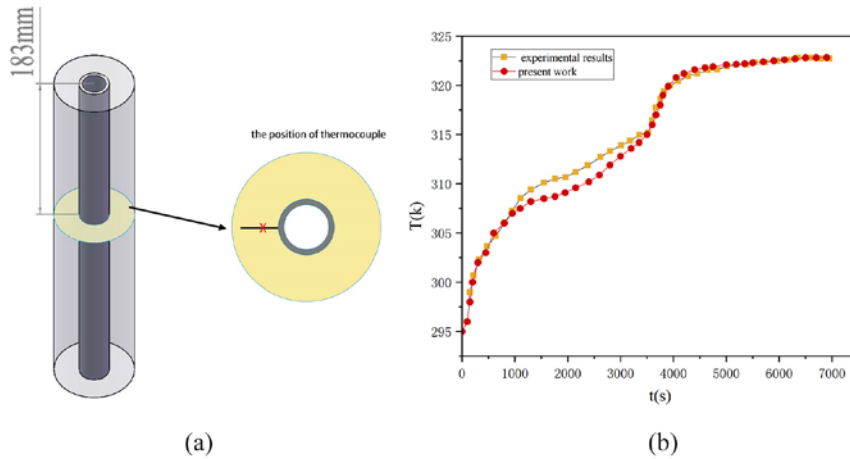 183mm
the position of thermocouple
(a)
experimental results
present work
T(k)
325
320
315
310
305
300
295
0 1000 2000 3000 4000 5000 6000 7000
t(s)
(b)